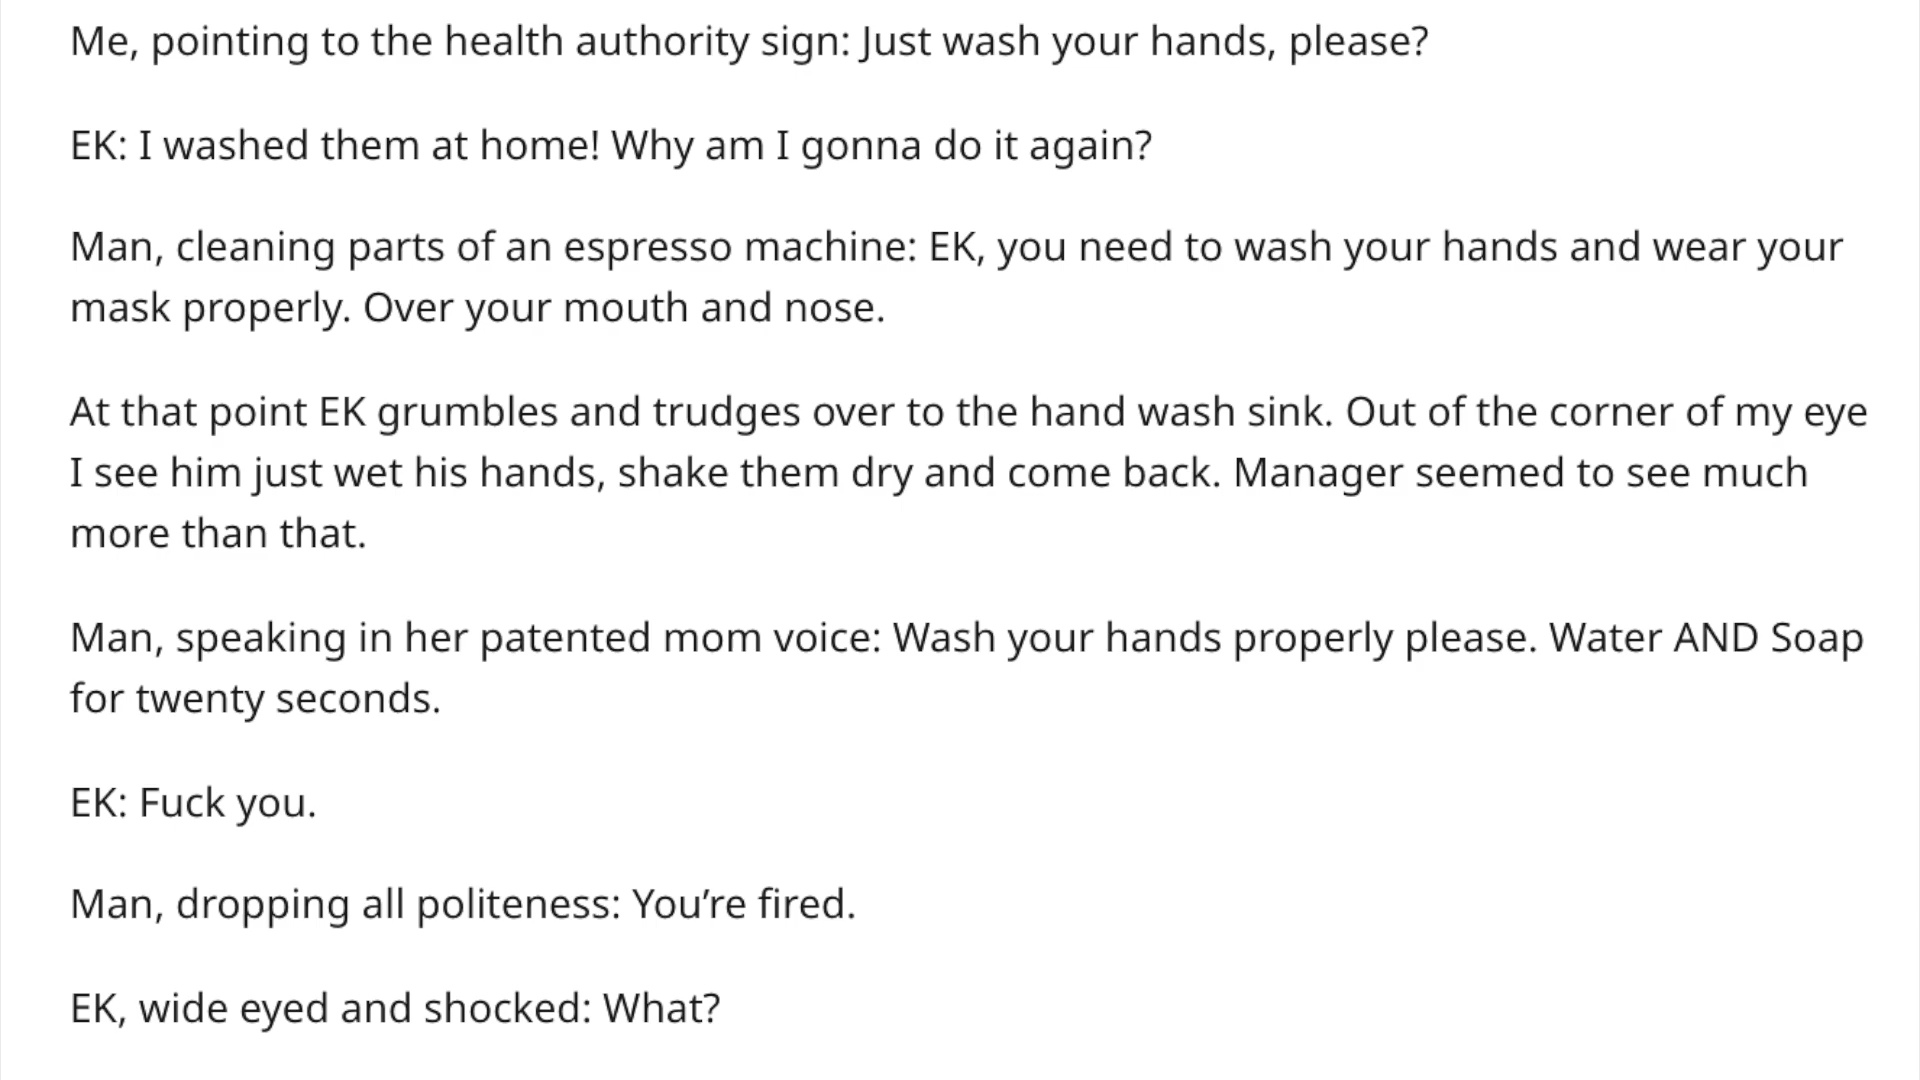 Me, pointing to the health authority sign: Just wash your hands, please?
EK: I washed them at home! Why am I gonna do it again?
Man, cleaning parts of an espresso machine: EK, you need to wash your hands and wear your
mask properly. Over your mouth and nose.
At that point EK grumbles and trudges over to the hand wash sink. Out of the corner of my eye
I see him just wet his hands, shake them dry and come back. Manager seemed to see much
more than that.
Man, speaking in her patented mom voice: Wash your hands properly please. Water AND Soap
for twenty seconds.
EK: Fuck you.
Man, dropping all politeness: You’re fired.
EK, wide eyed and shocked: What?